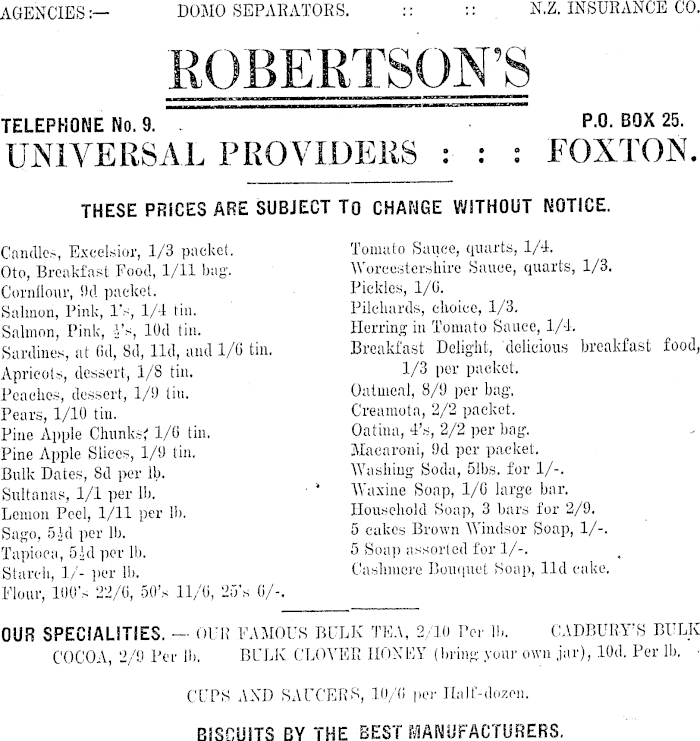 AGENCIES:— DOMO SEPARATORS. :: :: N.Z. INSURANCE CO.
ROBERTSON'S
TELEPHONE No. 9. P.O. BOX 25.
UNIVERSAL PROVIDERS : : : FOXTON.
THESE PRICES ARE SUBJECT TO CHANGE WITHOUT NOTICE.
Candles, Excelsior, 1/3 packet.
Oto, Breakfast Food, 1/11 bag.
Cornflour, 9d packet.
Salmon, Pink, 1's, 1/4 tin.
Salmon, Pink, ½'s, 10d tin.
Sardines, at 6d, 8d, 11d, and 1/6 tin.
Apricots, dessert, 1/8 tin.
Peaches, dessert, 1/9 tin.
Pears, 1/10 tin.
Pine Apple Chunks, 1/6 tin.
Pine Apple Slices, 1/9 tin.
Bulk Dates, 8d per lb.
Sultanas, 1/1 per lb.
Lemon Peel, 1/11 per lb.
Sago, 5½d per lb.
Tapioca, 5½d per lb.
Starch, 1/- per lb.
Flour, 100's 22/6, 50's 11/6, 25's 6/-.
Tomato Sauce, quarts, 1/4.
Worcestershire Sauce, quarts, 1/3.
Pickles, 1/6.
Pilchards, choice, 1/3.
Herring in Tomato Sauce, 1/4.
Breakfast Delight, delicious breakfast food,
1/3 per packet.
Oatmeal, 8/9 per bag.
Creamota, 2/2 packet.
Oatina, 4's, 2/2 per bag.
Macaroni, 9d per packet.
Washing Soda, 5lbs. for 1/-.
Waxine Soap, 1/6 large bar.
Household Soap, 3 bars for 2/9.
5 cakes Brown Windsor Soap, 1/-.
5 Soap assorted for 1/-.
Cashmere Bouquet Soap, 11d cake.
OUR SPECIALITIES. — OUR FAMOUS BULK TEA, 2/10 Per lb. CADBURY'S BULK
COCOA, 2/9 Per lb. BULK CLOVER HONEY (bring your own jar), 10d. Per lb.
CUPS AND SAUCERS, 10/6 per Half-dozen.
BISCUITS BY THE BEST MANUFACTURERS.